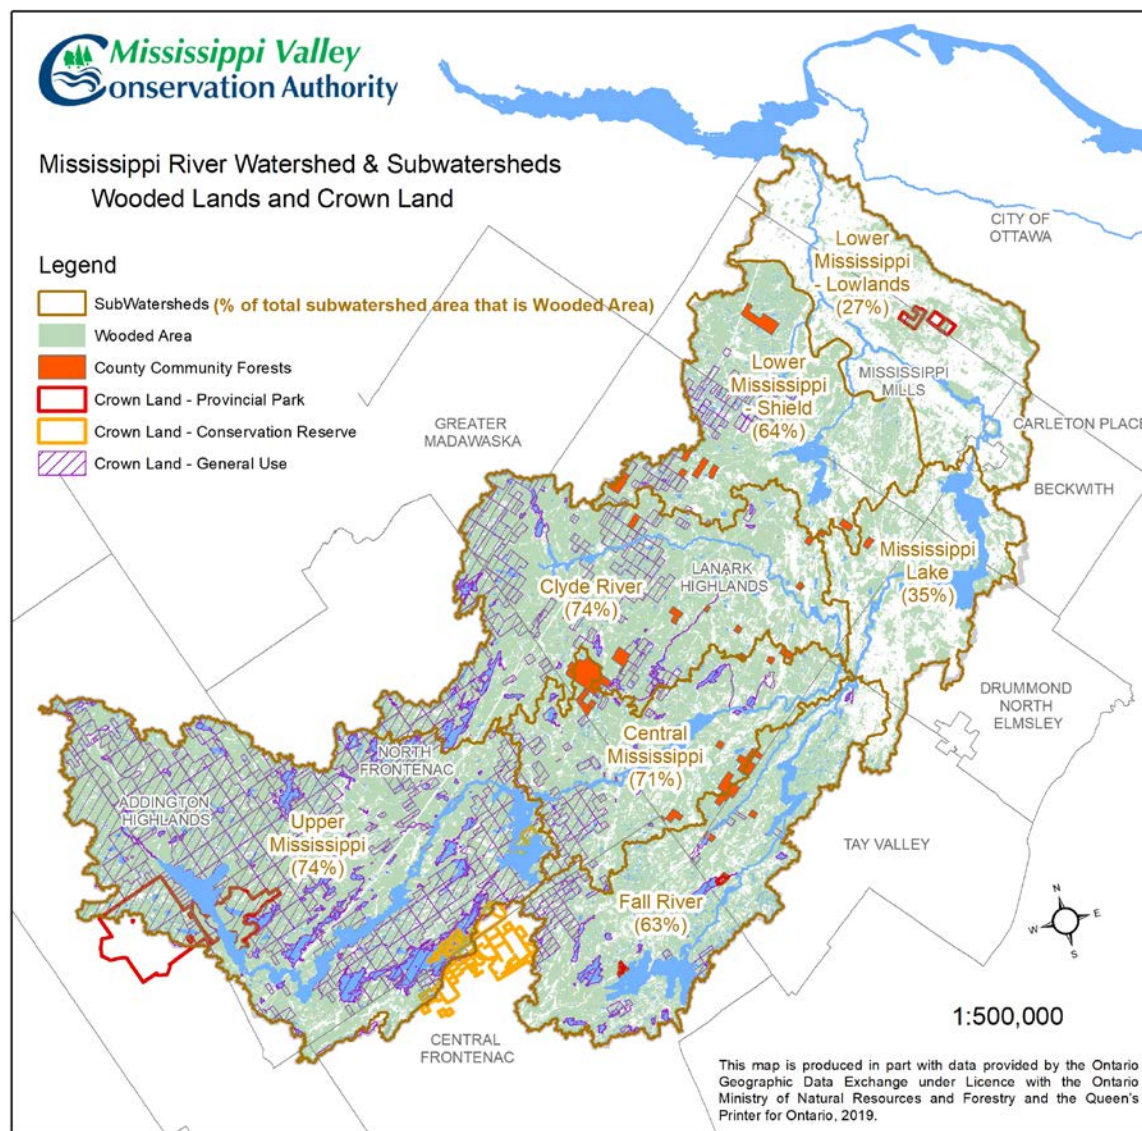 Mississippi Valley
Conservation Authority
Mississippi River Watershed & Subwatersheds
Wooded Lands and Crown Land
Legend
SubWatersheds (% of total subwatershed area that is Wooded Area)
Wooded Area
County Community Forests
Crown Land - Provincial Park
Crown Land - Conservation Reserve
Crown Land - General Use
CITY OF
OTTAWA
Lower
Mississippi
- Lowlands
(27%)
Lower
Mississippi
- Shield
(64%)
MISSISSIPPI
MILLS
GREATER
MADAWASKA
CARLETON PLACE
BECKWITH
Mississippi
Lake
(35%)
Clyde River
(74%)
LANARK
HIGHLANDS
DRUMMOND
NORTH
ELMSLEY
Central
Mississippi
(71%)
NORTH
FRONTENAC
ADDINGTON
HIGHLANDS
Upper
Mississippi
(74%)
TAY VALLEY
Fall River
(63%)
N
W
E
S
CENTRAL
FRONTENAC
1:500,000
This map is produced in part with data provided by the Ontario
Geographic Data Exchange under Licence with the Ontario
Ministry of Natural Resources and Forestry and the Queen's
Printer for Ontario, 2019.